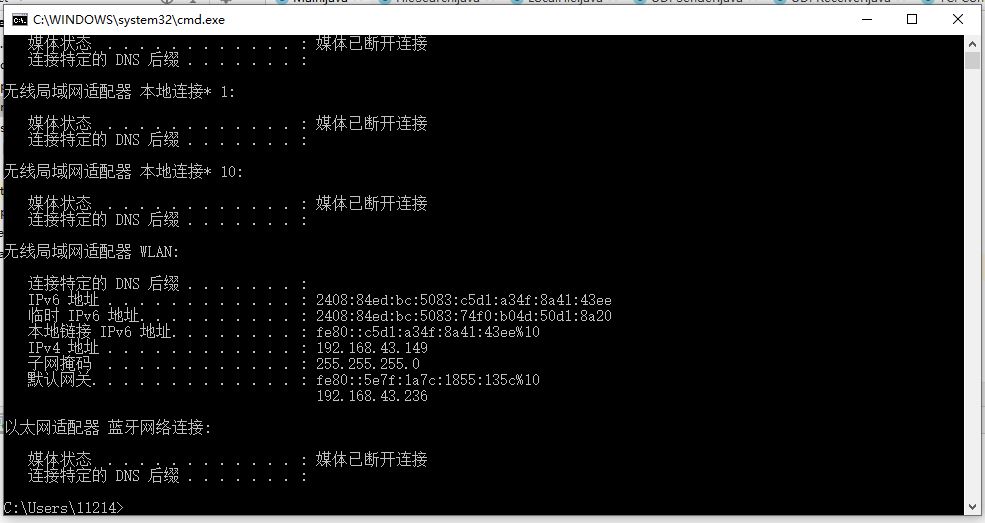 C:\WINDOWS\system32\cmd.exe
媒体状态 . . . . . . . . . . . . : 媒体已断开连接
连接特定的 DNS 后缀 . . . . . . . :
无线局域网适配器 本地连接* 1:
媒体状态 . . . . . . . . . . . . : 媒体已断开连接
连接特定的 DNS 后缀 . . . . . . . :
无线局域网适配器 本地连接* 10:
媒体状态 . . . . . . . . . . . . : 媒体已断开连接
连接特定的 DNS 后缀 . . . . . . . :
无线局域网适配器 WLAN:
连接特定的 DNS 后缀 . . . . . . . :
IPv6 地址 . . . . . . . . . . . . : 2408:84ed:bc:5083:c5d1:a34f:8a41:43ee
临时 IPv6 地址. . . . . . . . . . : 2408:84ed:bc:5083:74f0:b04d:50d1:8a20
本地链接 IPv6 地址. . . . . . . . : fe80::c5d1:a34f:8a41:43ee%10
IPv4 地址 . . . . . . . . . . . . : 192.168.43.149
子网掩码 . . . . . . . . . . . . : 255.255.255.0
默认网关. . . . . . . . . . . . . : fe80::5e7f:1a7c:1855:135c%10
192.168.43.236
以太网适配器 蓝牙网络连接:
媒体状态 . . . . . . . . . . . . : 媒体已断开连接
连接特定的 DNS 后缀 . . . . . . . :
C:\Users\11214>